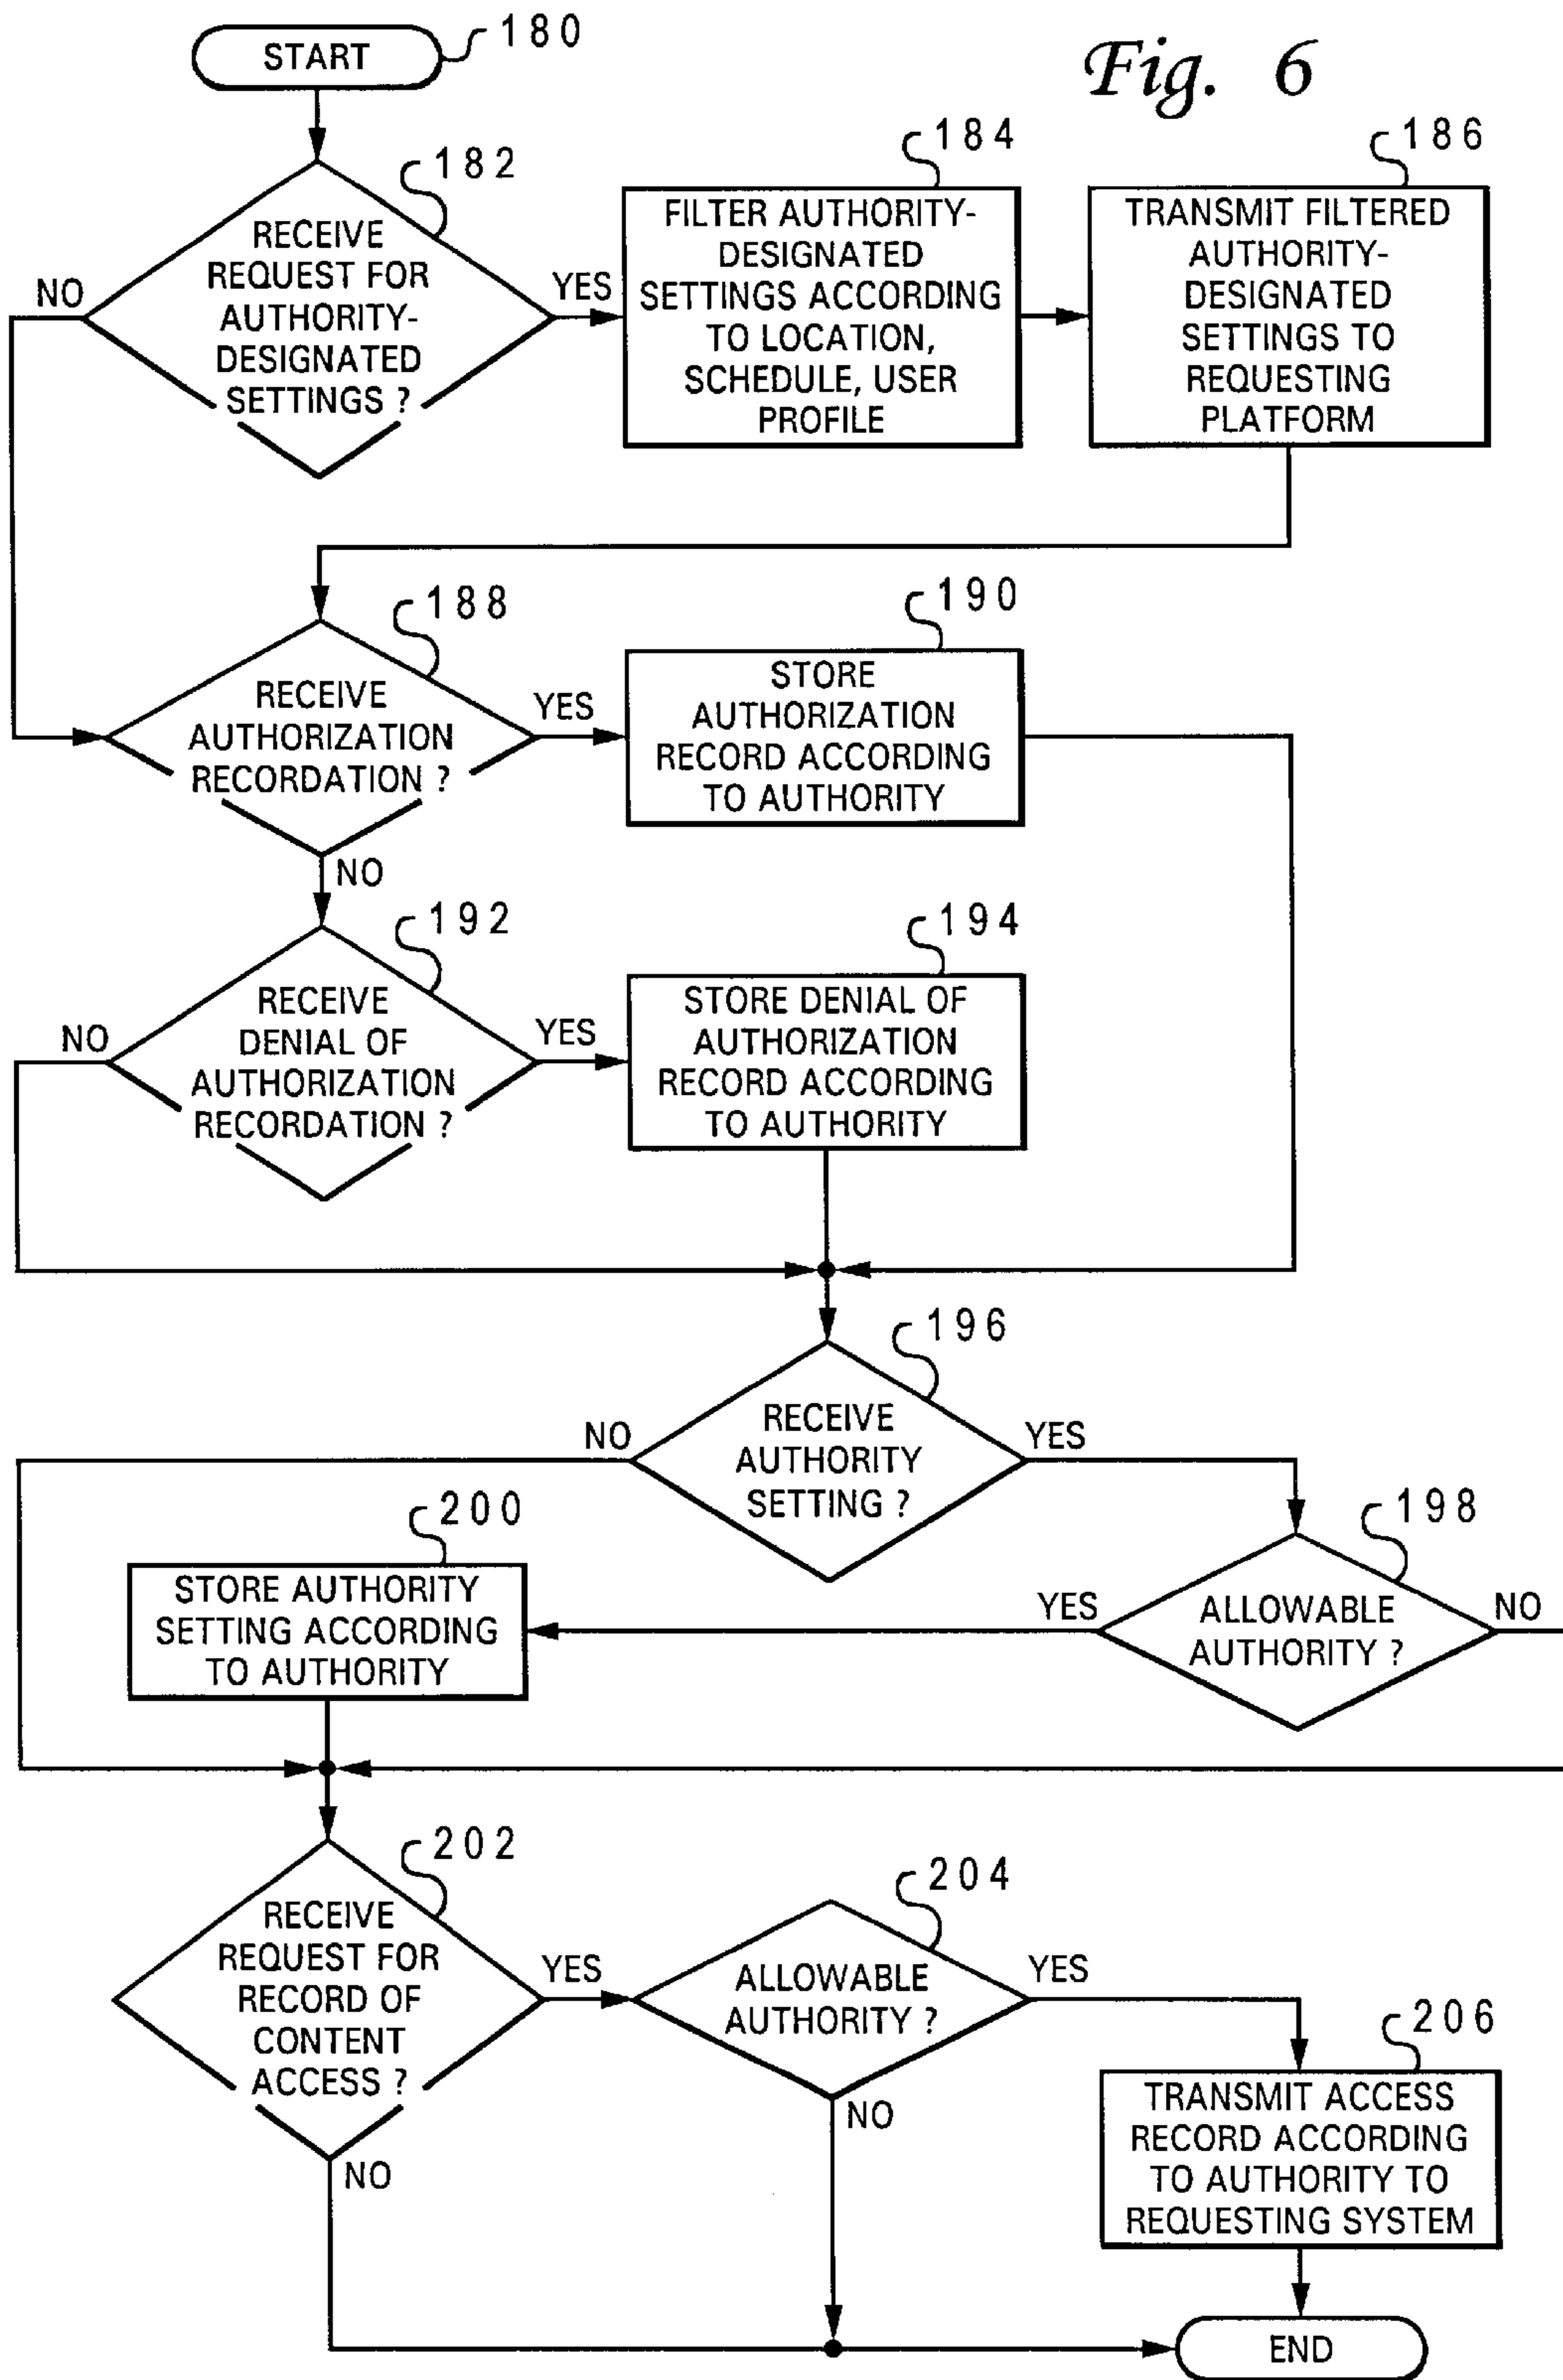 START
180
Fig. 6
182
RECEIVE
REQUEST FOR
AUTHORITY-
DESIGNATED
SETTINGS ?
NO
YES
184
FILTER AUTHORITY-
DESIGNATED
SETTINGS ACCORDING
TO LOCATION,
SCHEDULE, USER
PROFILE
186
TRANSMIT FILTERED
AUTHORITY-
DESIGNATED
SETTINGS TO
REQUESTING
PLATFORM
188
RECEIVE
AUTHORIZATION
RECORDATION ?
YES
NO
190
STORE
AUTHORIZATION
RECORD ACCORDING
TO AUTHORITY
192
RECEIVE
DENIAL OF
AUTHORIZATION
RECORDATION ?
NO
YES
194
STORE DENIAL OF
AUTHORIZATION
RECORD ACCORDING
TO AUTHORITY
196
RECEIVE
AUTHORITY
SETTING ?
NO
YES
198
ALLOWABLE
AUTHORITY ?
YES
NO
200
STORE AUTHORITY
SETTING ACCORDING
TO AUTHORITY
202
RECEIVE
REQUEST FOR
RECORD OF
CONTENT
ACCESS ?
YES
NO
204
ALLOWABLE
AUTHORITY ?
YES
NO
206
TRANSMIT ACCESS
RECORD ACCORDING
TO AUTHORITY TO
REQUESTING SYSTEM
END